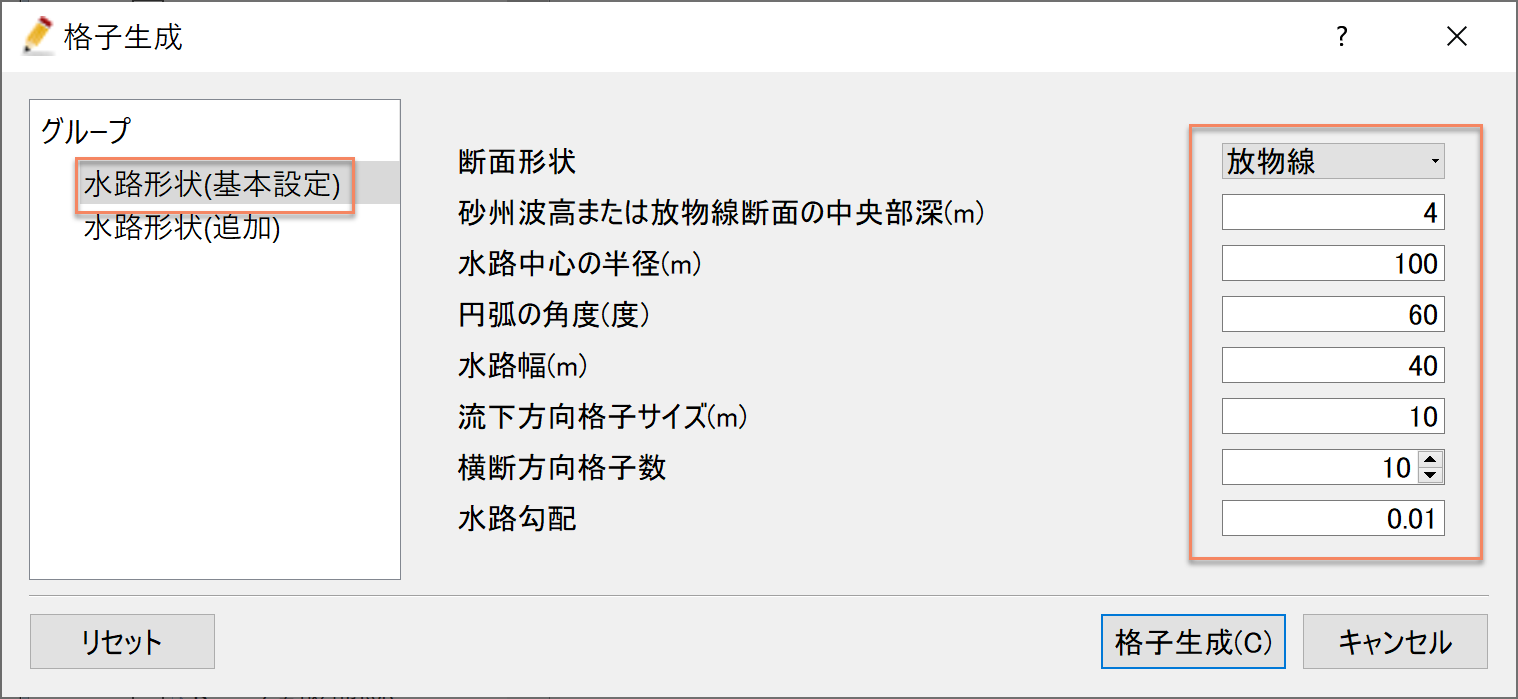 格子生成
?
グループ
水路形状(基本設定)
水路形状(追加)
断面形状 放物線
砂州波高または放物線断面の中央部深(m) 4
水路中心の半径(m) 100
円弧の角度(度) 60
水路幅(m) 40
流下方向格子サイズ(m) 10
横断方向格子数 10
水路勾配 0.01
リセット 格子生成(C) キャンセル